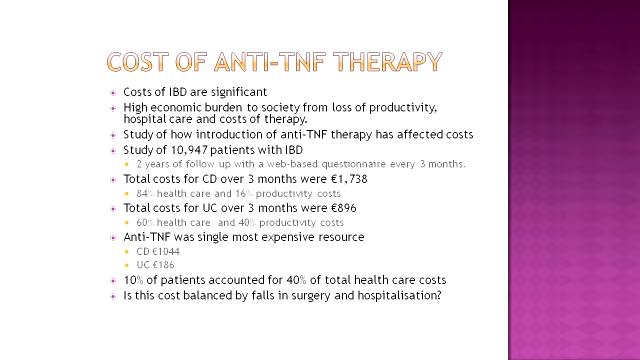 COST OF ANTI-TNF THERAPY
Costs of IBD are significant
High economic burden to society from loss of productivity,
hospital care and costs of therapy.
Study of how introduction of anti-TNF therapy has affected costs
Study of 10,947 patients with IBD
2 years of follow up with a web-based questionnaire every 3 months.
Total costs for CD over 3 months were €1,738
84% health care and 16% productivity costs
Total costs for UC over 3 months were €896
60% health care and 40% productivity costs
Anti-TNF was single most expensive resource
CD €1044
UC €186
10% of patients accounted for 40% of total health care costs
Is this cost balanced by falls in surgery and hospitalisation?